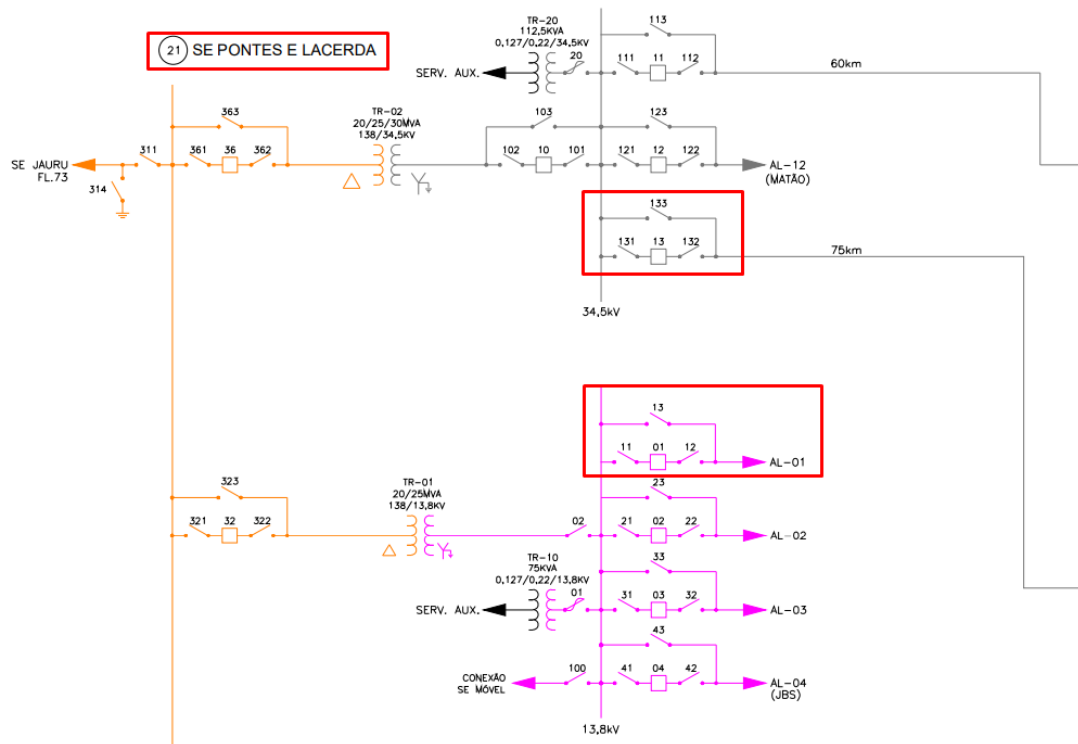 21 SE PONTES E LACERDA
TR-20
112,5KVA
0.127/0.22/34,5KV
SERV. AUX.
20
113
111 11 112
60km
363
311
361 36 362
SE JAURU
FL.73
314
TR-02
20/25/30MVA
138/34,5KV
103
102 10 101
123
121 12 122
AL-12
(MATÃO)
133
131 13 132
75km
34,5kV
13
11 01 12
AL-01
323
321 32 322
TR-01
20/25MVA
138/13,8KV
02
23
21 02 22
AL-02
TR-10
75KVA
0.127/0.22/13,8KV
SERV. AUX.
01
33
31 03 32
AL-03
43
CONEXÃO
SE MÓVEL
100
41 04 42
AL-04
(JBS)
13,8kV